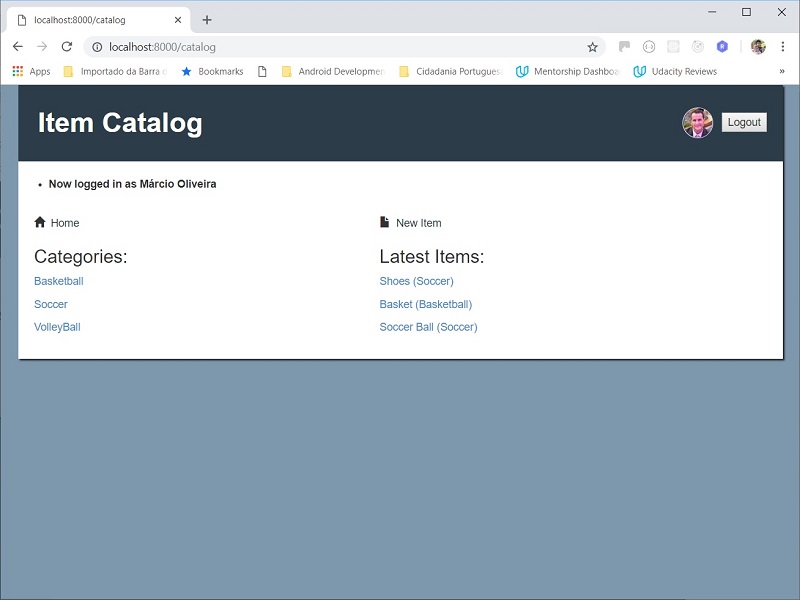 localhost:8000/catalog
localhost:8000/catalog
Apps Importado da Barra d Bookmarks Android Developmen Cidadania Portugues Mentorship Dashboa Udacity Reviews »
Item Catalog
Logout
• Now logged in as Márcio Oliveira
Home
New Item
Categories:
Basketball
Soccer
VolleyBall
Latest Items:
Shoes (Soccer)
Basket (Basketball)
Soccer Ball (Soccer)